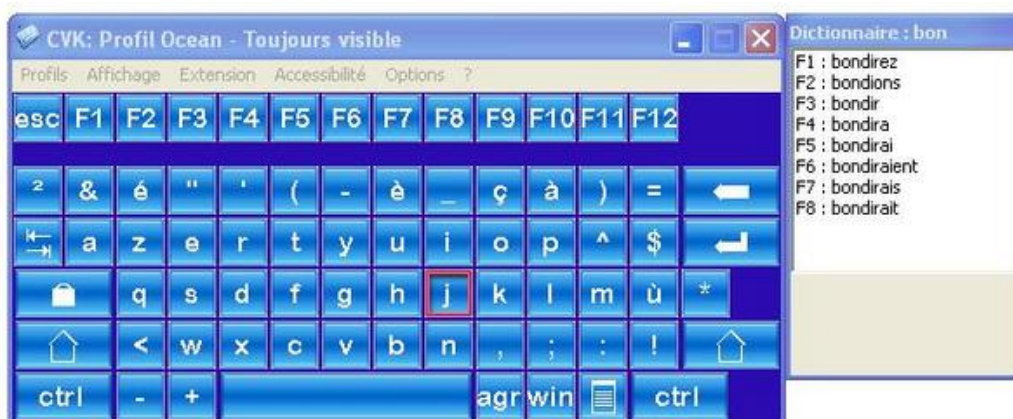 CVK: Profil Ocean - Toujours visible
Profils Affichage Extension Accessibilité Options ?
esc F1 F2 F3 F4 F5 F6 F7 F8 F9 F10 F11 F12
² & é " ' ( - è _ ç à ) =
a z e r t y u i o p ^ $
q s d f g h j k l m ù *
< w x c v b n , ; : !
ctrl - + agr win ctrl
Dictionnaire : bon
F1 : bondirez
F2 : bondions
F3 : bondir
F4 : bondira
F5 : bondirai
F6 : bondiraient
F7 : bondirais
F8 : bondirait